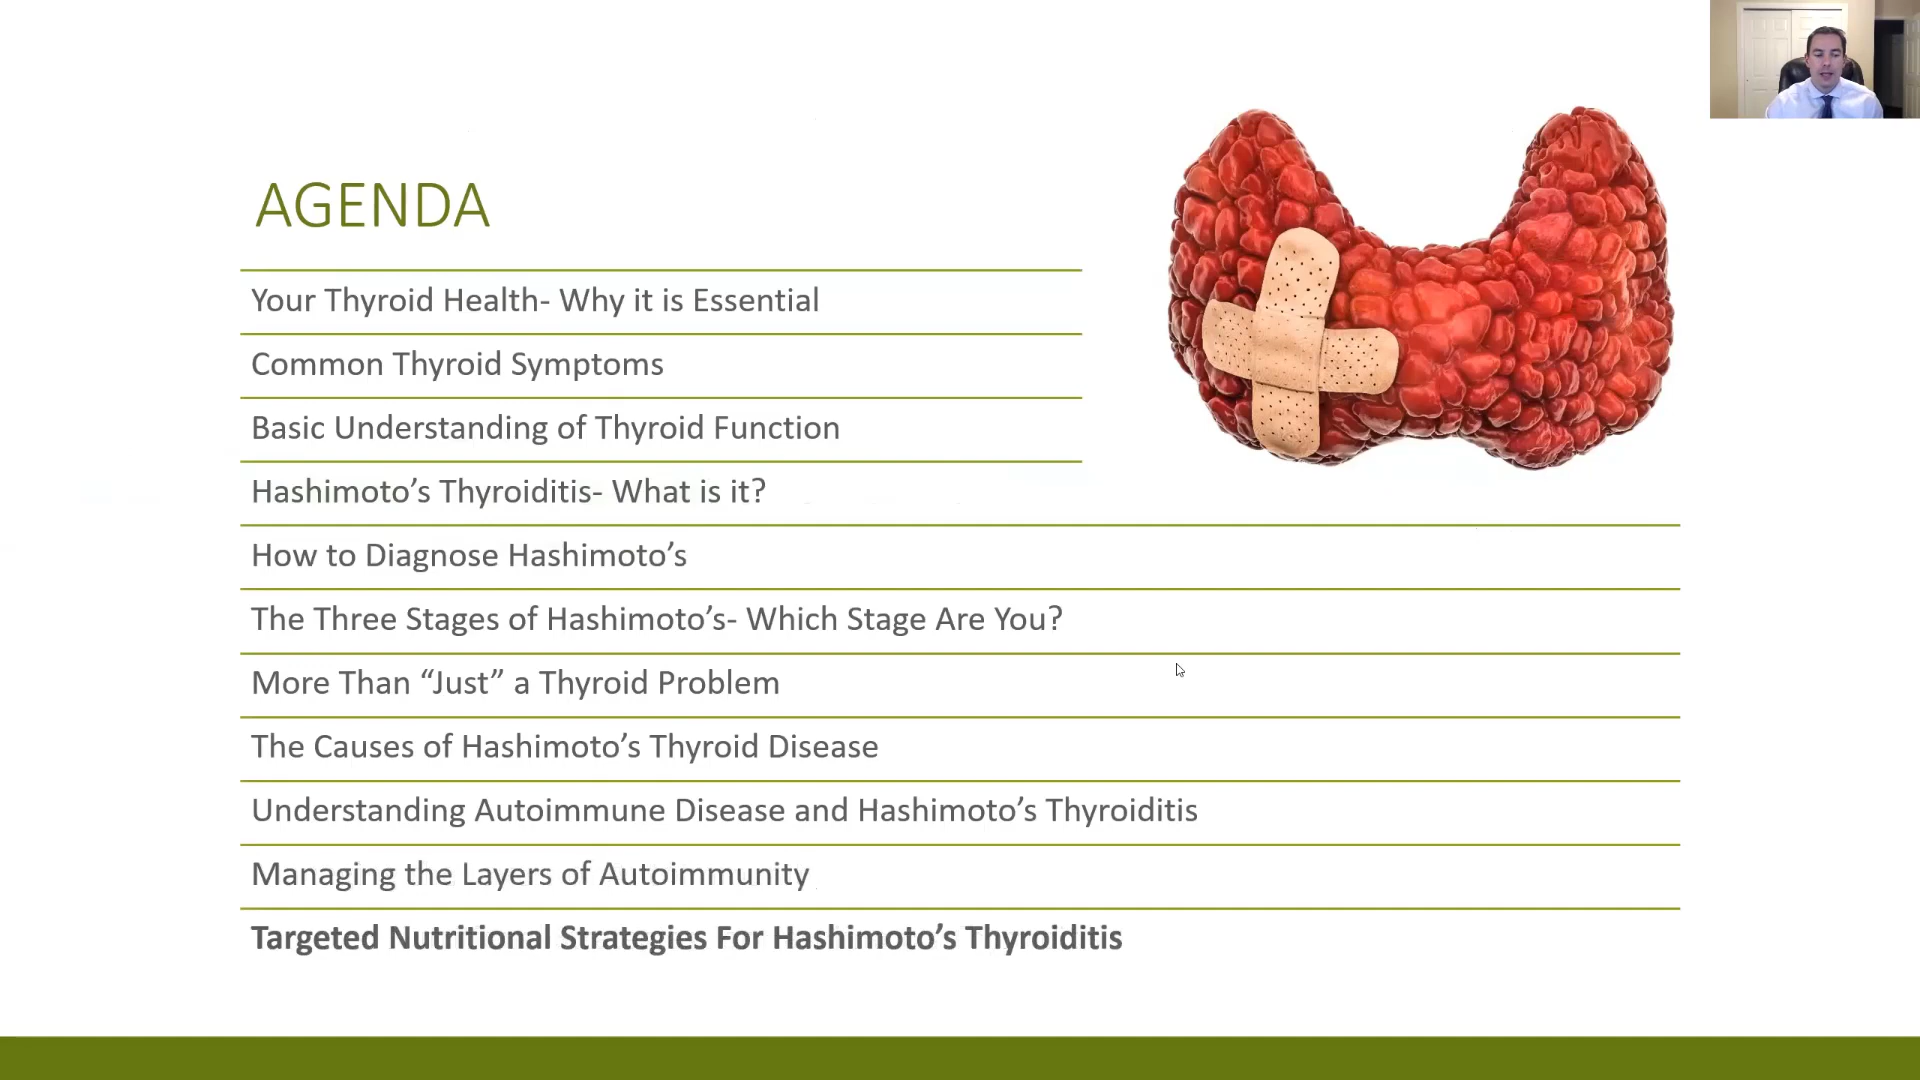 AGENDA
Your Thyroid Health- Why it is Essential
Common Thyroid Symptoms
Basic Understanding of Thyroid Function
Hashimoto’s Thyroiditis- What is it?
How to Diagnose Hashimoto’s
The Three Stages of Hashimoto’s- Which Stage Are You?
More Than “Just” a Thyroid Problem
The Causes of Hashimoto’s Thyroid Disease
Understanding Autoimmune Disease and Hashimoto’s Thyroiditis
Managing the Layers of Autoimmunity
Targeted Nutritional Strategies For Hashimoto’s Thyroiditis